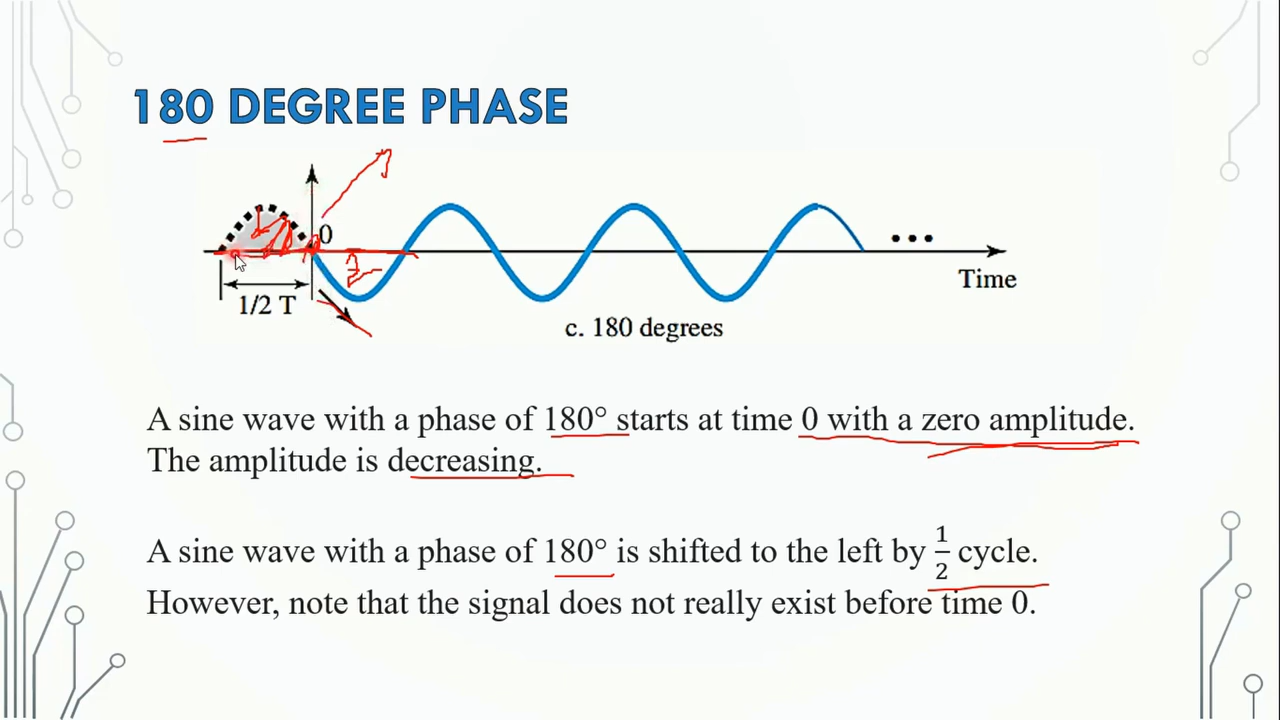 180 DEGREE PHASE
0
1/2 T
Time
c. 180 degrees
A sine wave with a phase of 180° starts at time 0 with a zero amplitude.
The amplitude is decreasing.
A sine wave with a phase of 180° is shifted to the left by 1/2 cycle.
However, note that the signal does not really exist before time 0.